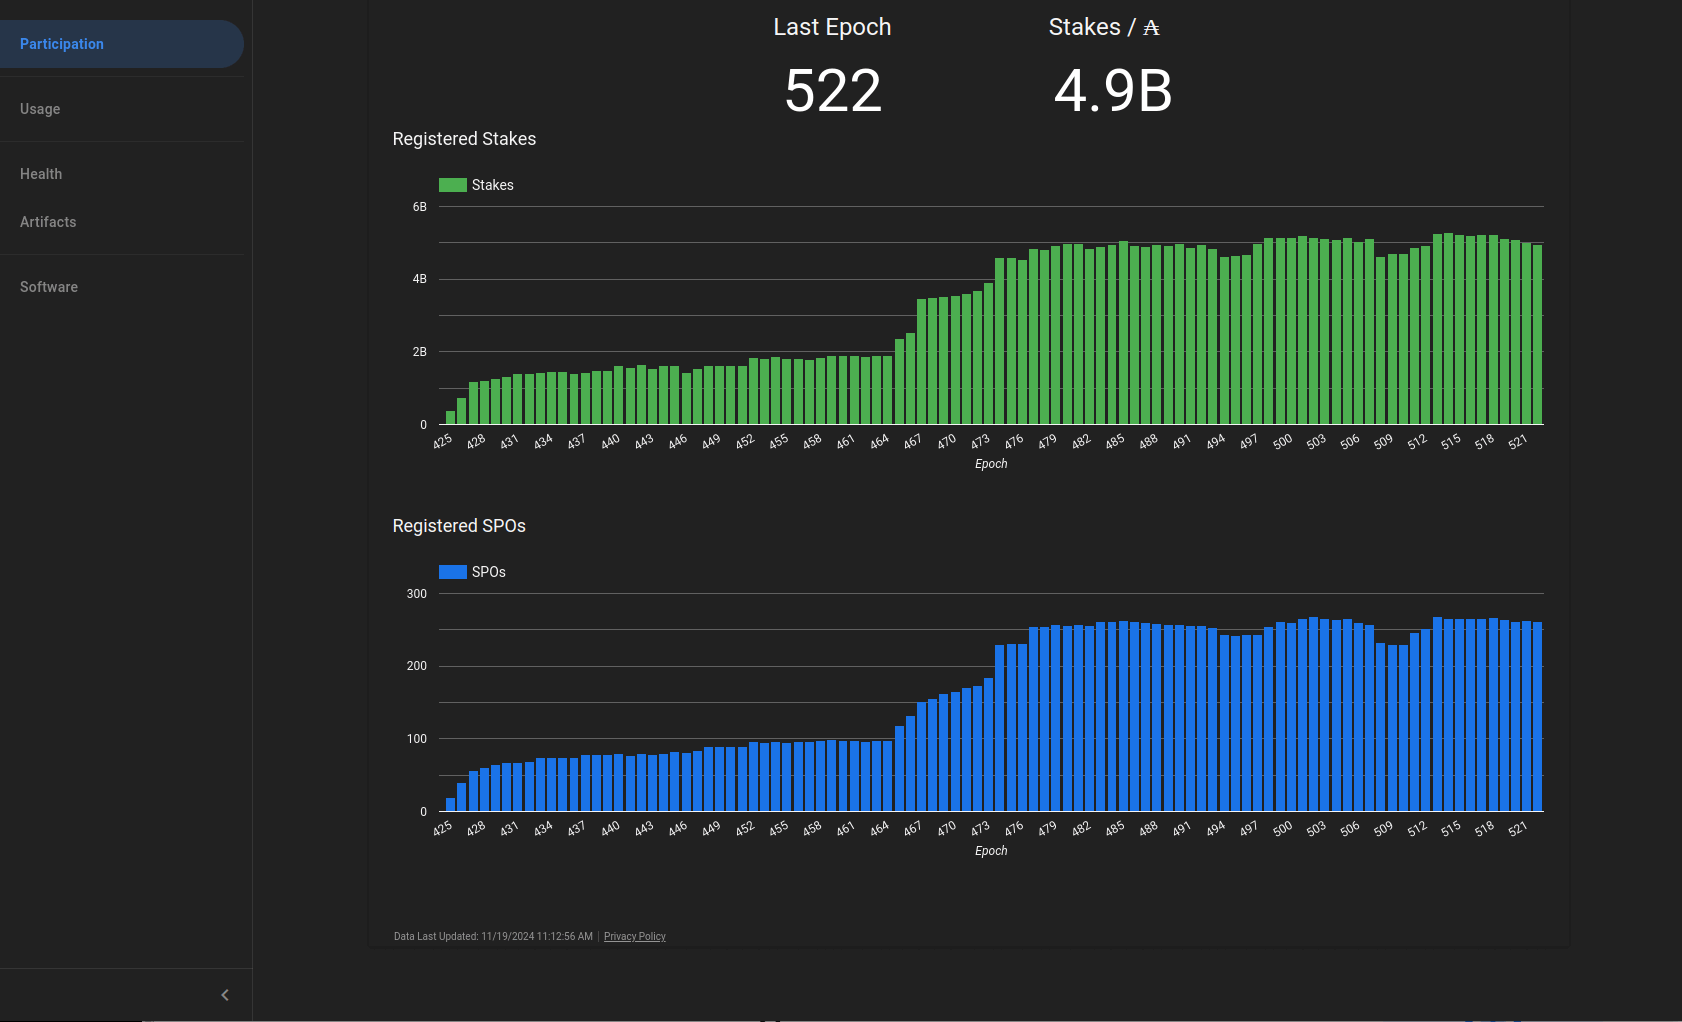 Participation
Usage
Health
Artifacts
Software
Last Epoch
Stakes / ₳
522
4.9B
Registered Stakes
Stakes
6B
4B
2B
0
425 428 431 434 437 440 443 446 449 452 455 458 461 464 467 470 473 476 479 482 485 488 491 494 497 500 503 506 509 512 515 518 521
Epoch
Registered SPOs
SPOs
300
200
100
0
425 428 431 434 437 440 443 446 449 452 455 458 461 464 467 470 473 476 479 482 485 488 491 494 497 500 503 506 509 512 515 518 521
Epoch
Data Last Updated: 11/19/2024 11:12:56 AM | Privacy Policy